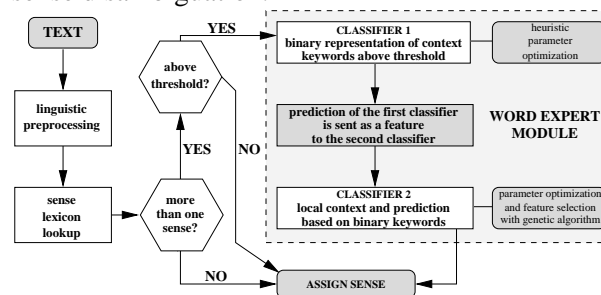 TEXT
linguistic
preprocessing
sense
lexicon
lookup
above
threshold?
YES
YES
NO
more
than one
sense?
NO
CLASSIFIER 1
binary representation of context
keywords above threshold
heuristic
parameter
optimization
prediction of the first classifier
is sent as a feature
to the second classifier
WORD EXPERT
MODULE
CLASSIFIER 2
local context and prediction
based on binary keywords
parameter optimization
and feature selection
with genetic algorithm
ASSIGN SENSE